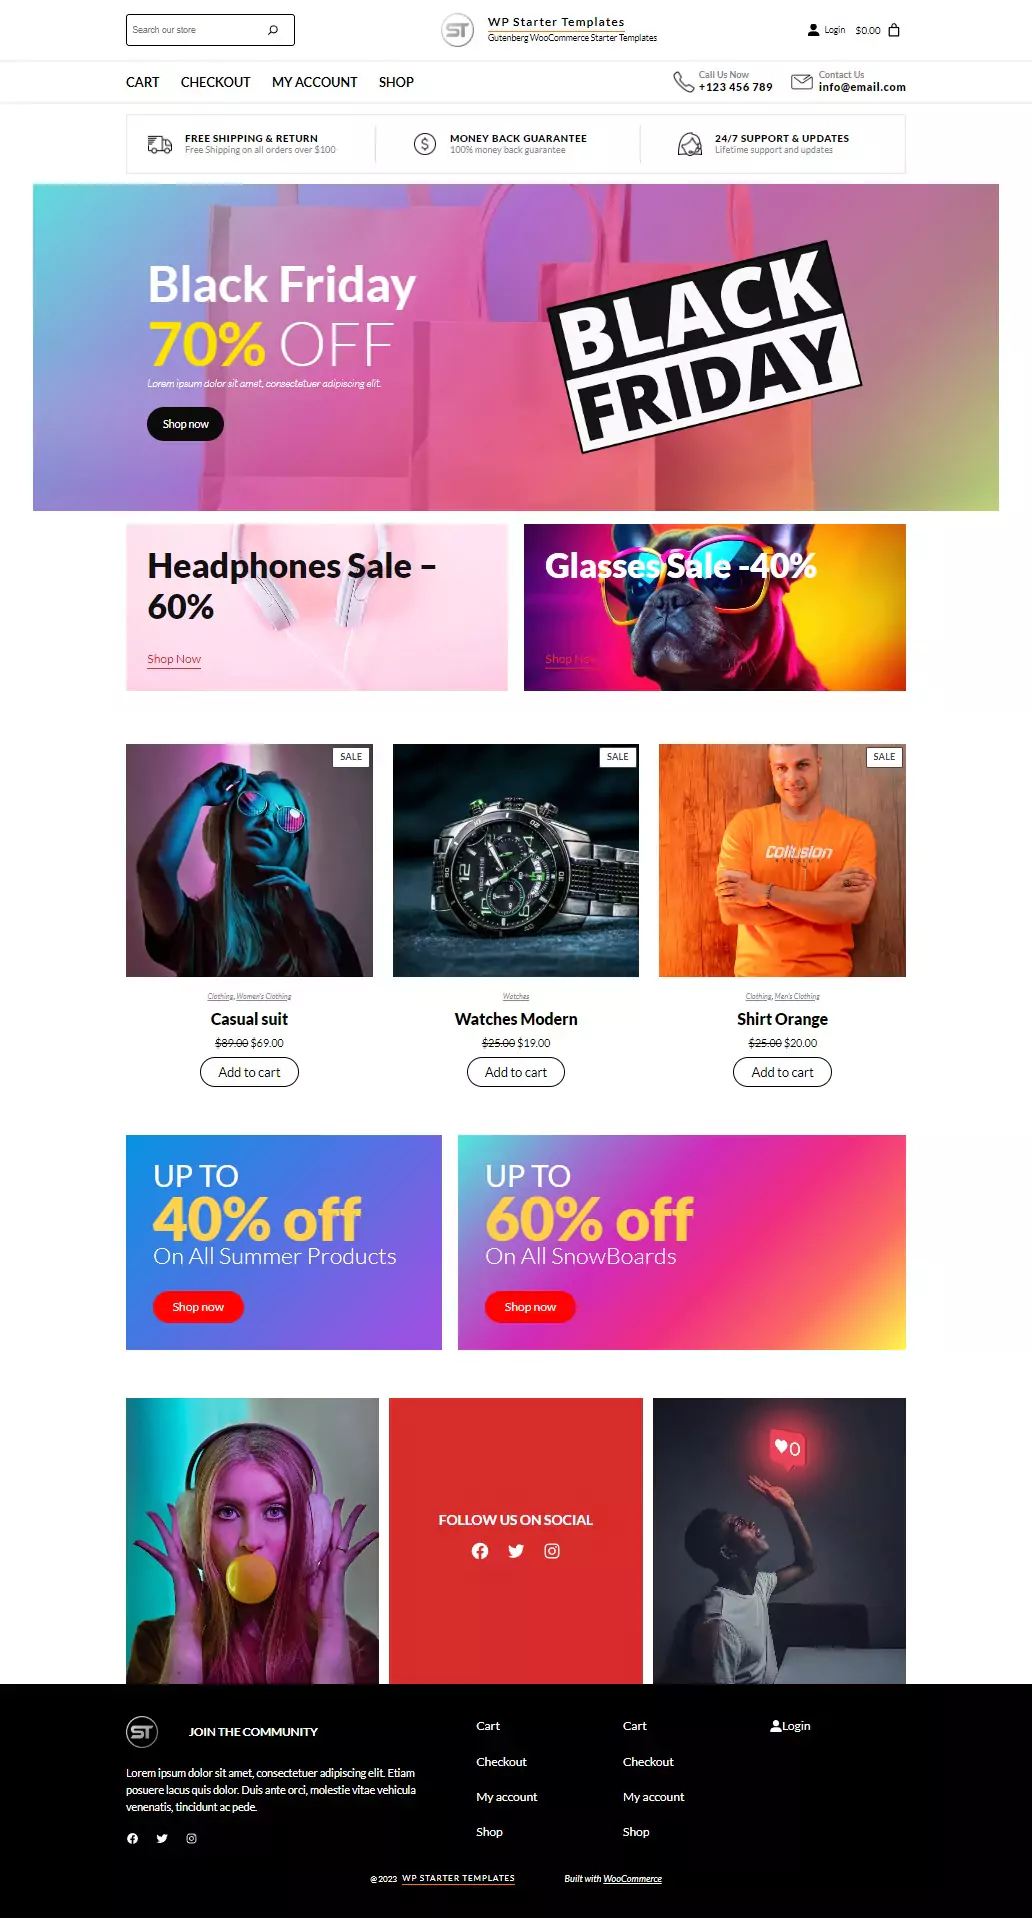 Search our store
ST
WP Starter Templates
Gutenberg WooCommerce Starter Templates
Login
$0.00
CART
CHECKOUT
MY ACCOUNT
SHOP
Call Us Now
+123 456 789
Contact Us
info@email.com
FREE SHIPPING & RETURN
Free Shipping on all orders over $100
MONEY BACK GUARANTEE
100% money back guarantee
24/7 SUPPORT & UPDATES
Lifetime support and updates
Black Friday
70% OFF
Lorem ipsum dolor sit amet, consectetuer adipiscing elit.
Shop now
BLACK
FRIDAY
Headphones Sale –
60%
Shop Now
Glasses Sale -40%
Shop Now
SALE
SALE
SALE
Collusion
Clothing, Women's Clothing
Casual suit
$89.00 $69.00
Add to cart
Watches
Watches Modern
$25.00 $19.00
Add to cart
Clothing, Men's Clothing
Shirt Orange
$25.00 $20.00
Add to cart
UP TO
40% off
On All Summer Products
Shop now
UP TO
60% off
On All SnowBoards
Shop now
FOLLOW US ON SOCIAL
0
ST
JOIN THE COMMUNITY
Lorem ipsum dolor sit amet, consectetuer adipiscing elit. Etiam
posuere lacus quis dolor. Duis ante orci, molestie vitae vehicula
venenatis, tincidunt ac pede.
Cart
Checkout
My account
Shop
Cart
Checkout
My account
Shop
Login
@2023 WP STARTER TEMPLATES
Built with WooCommerce